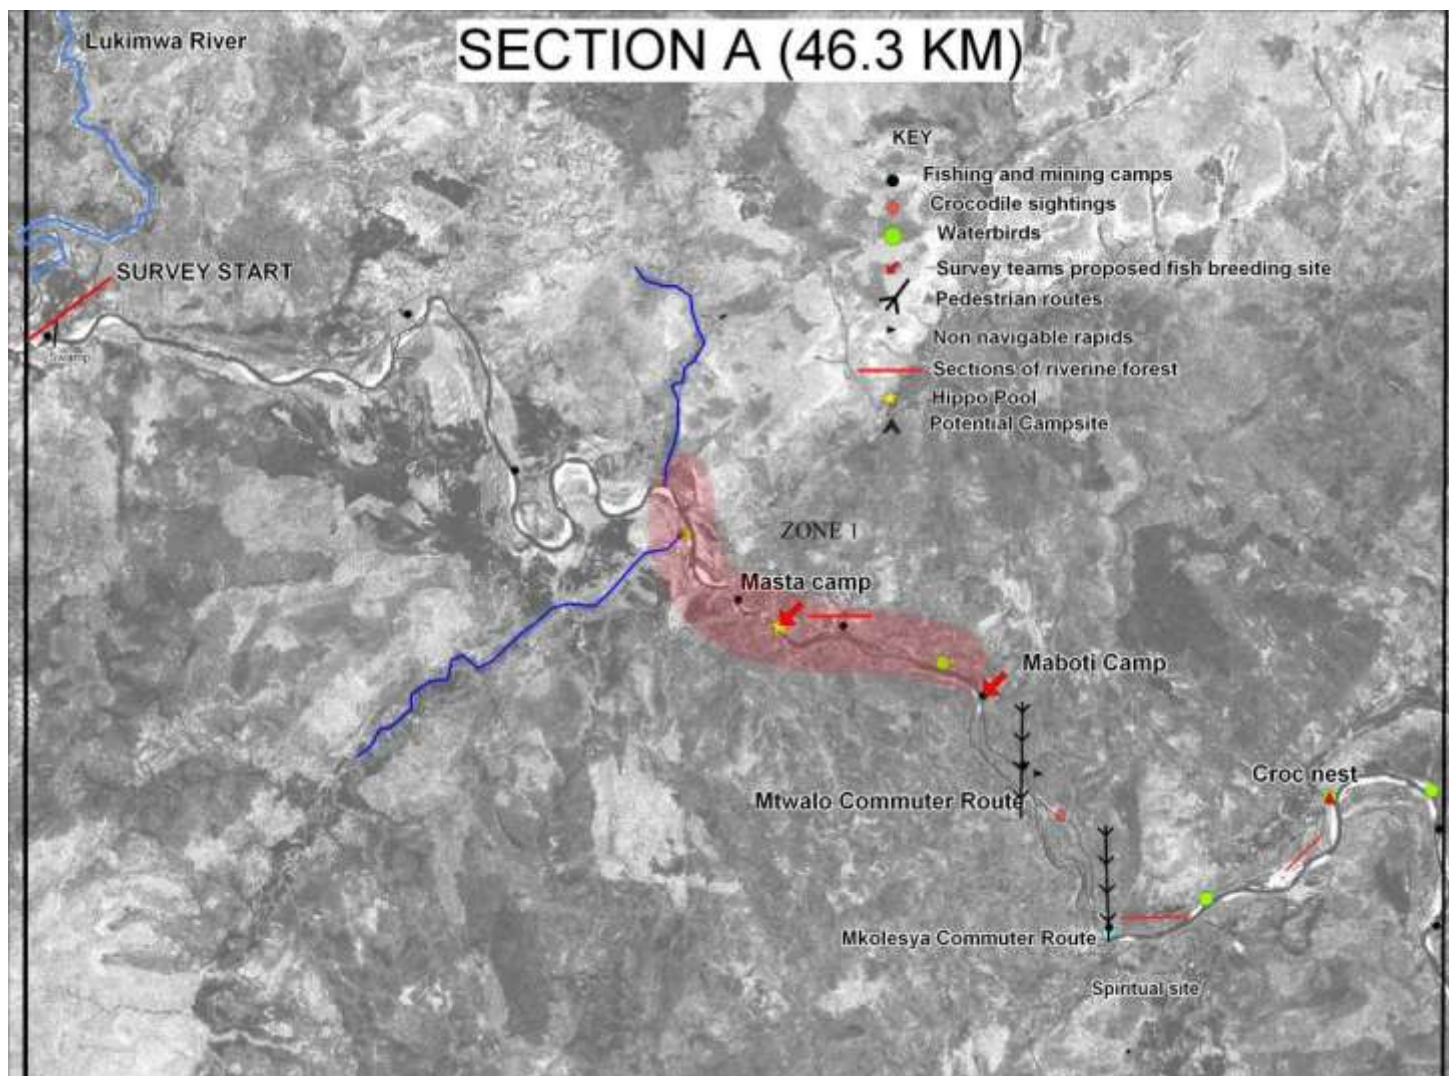 Lukimwa River
SECTION A (46.3 KM)
KEY
Fishing and mining camps
Crocodile sightings
Waterbirds
Survey teams proposed fish breeding site
Pedestrian routes
Non navigable rapids
Sections of riverine forest
Hippo Pool
Potential Campsite
SURVEY START
Swamp
ZONE 1
Masta camp
Maboti Camp
Croc nest
Mtwalo Commuter Route
Mkolesya Commuter Route
Spiritual site